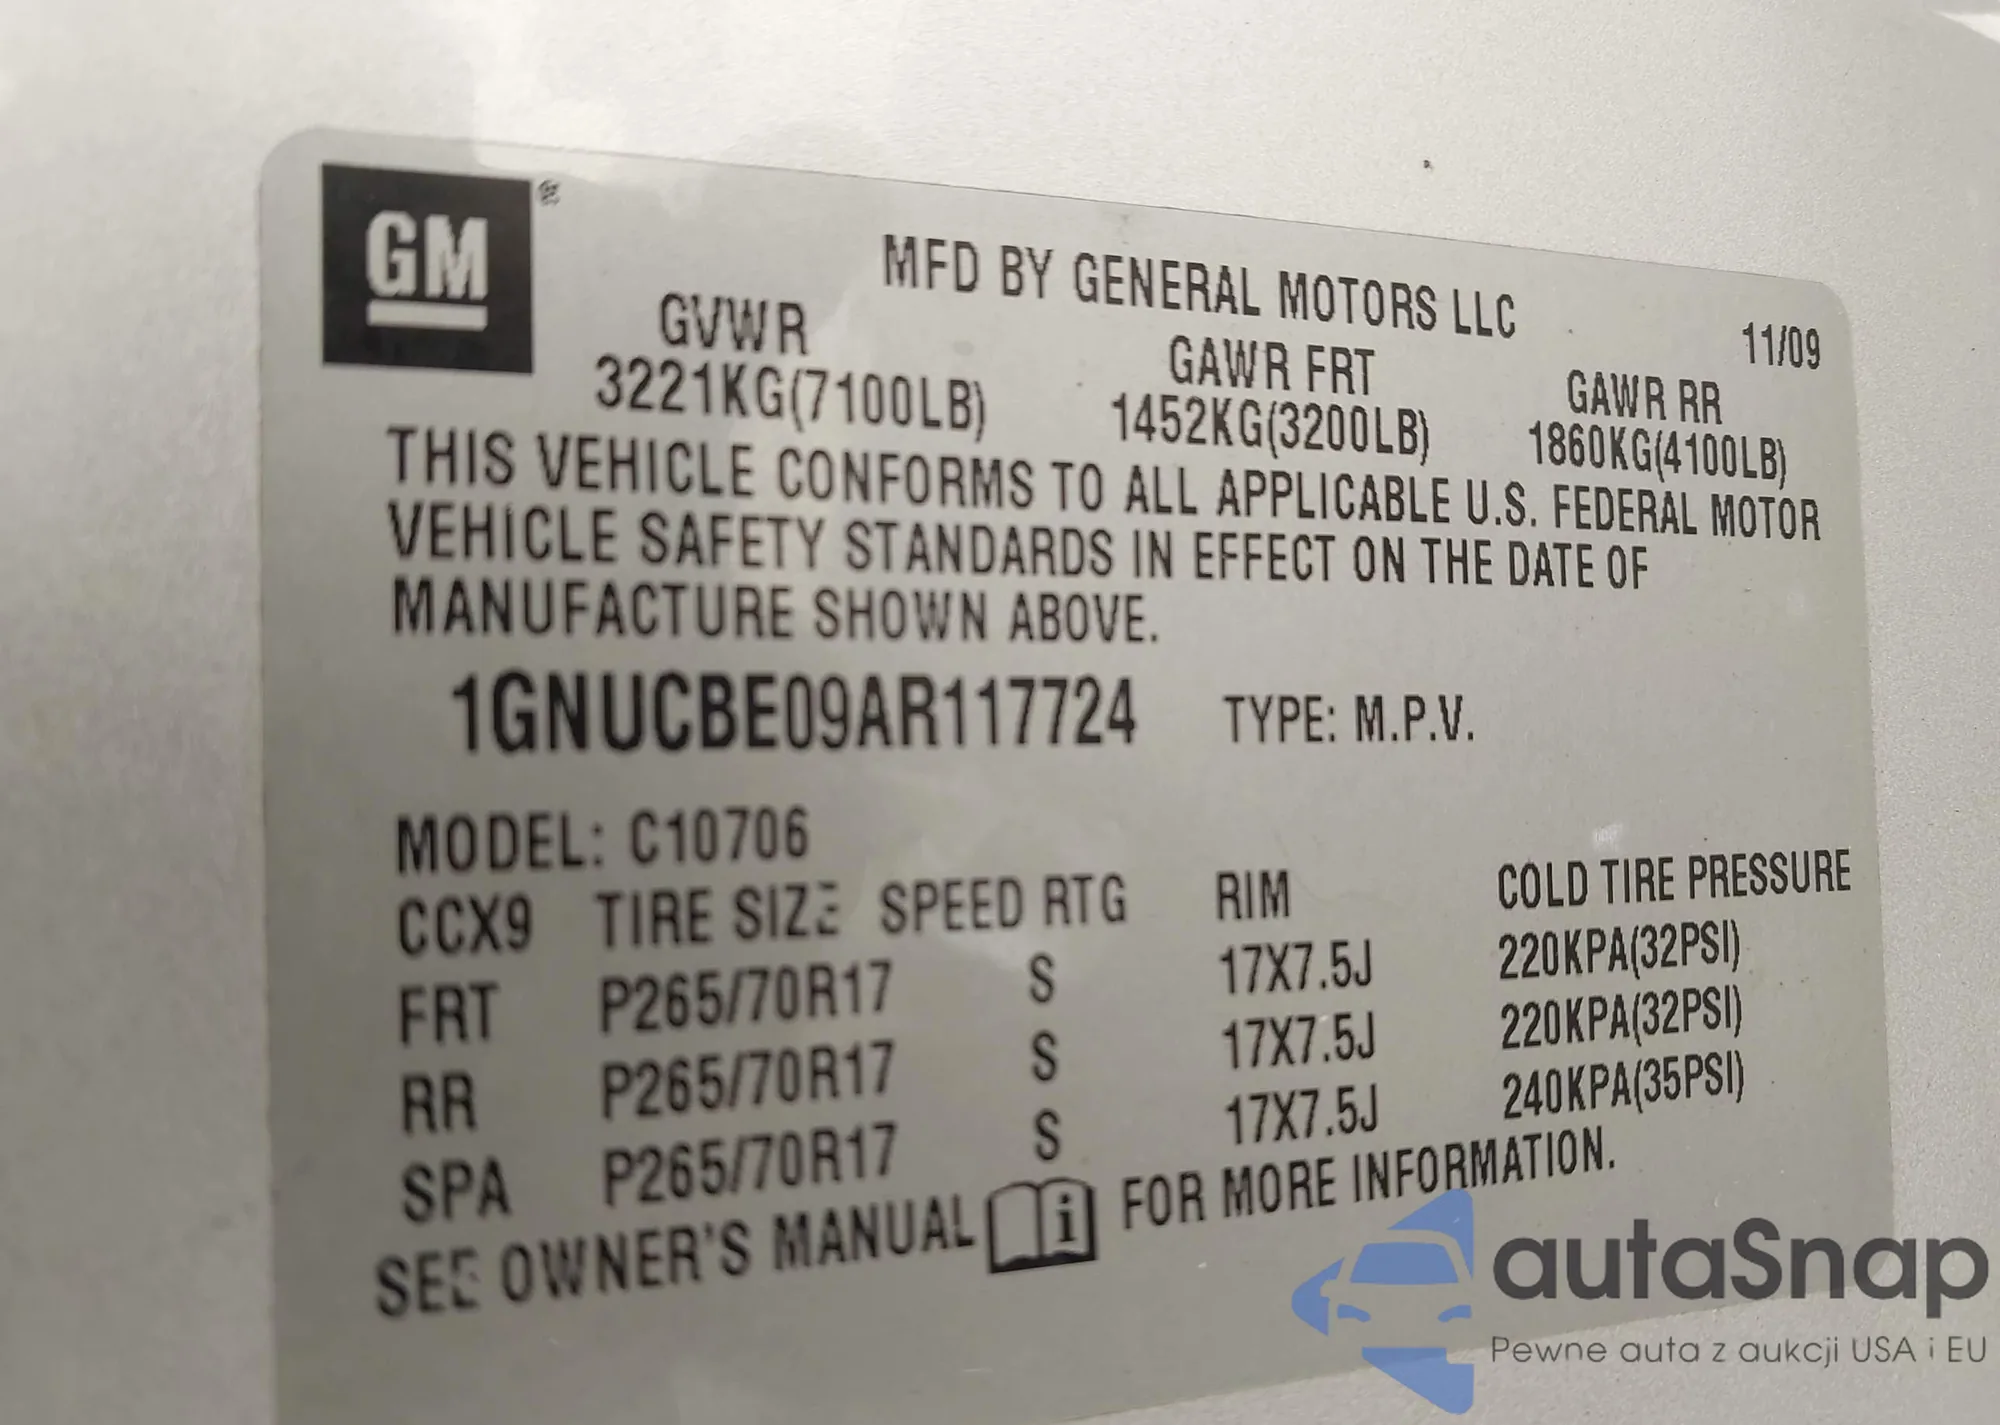 GM
MFD BY GENERAL MOTORS LLC
11/09
GVWR GAWR FRT GAWR RR
3221KG(7100LB) 1452KG(3200LB) 1860KG(4100LB)
THIS VEHICLE CONFORMS TO ALL APPLICABLE U.S. FEDERAL MOTOR
VEHICLE SAFETY STANDARDS IN EFFECT ON THE DATE OF
MANUFACTURE SHOWN ABOVE.
1GNUCBE09AR117724 TYPE: M.P.V.
MODEL: C10706
CCX9 TIRE SIZE SPEED RTG RIM COLD TIRE PRESSURE
FRT P265/70R17 S 17X7.5J 220KPA(32PSI)
RR P265/70R17 S 17X7.5J 220KPA(32PSI)
SPA P265/70R17 S 17X7.5J 240KPA(35PSI)
SEE OWNER'S MANUAL i FOR MORE INFORMATION.
autaSnap
Pewne auta z aukcji USA i EU